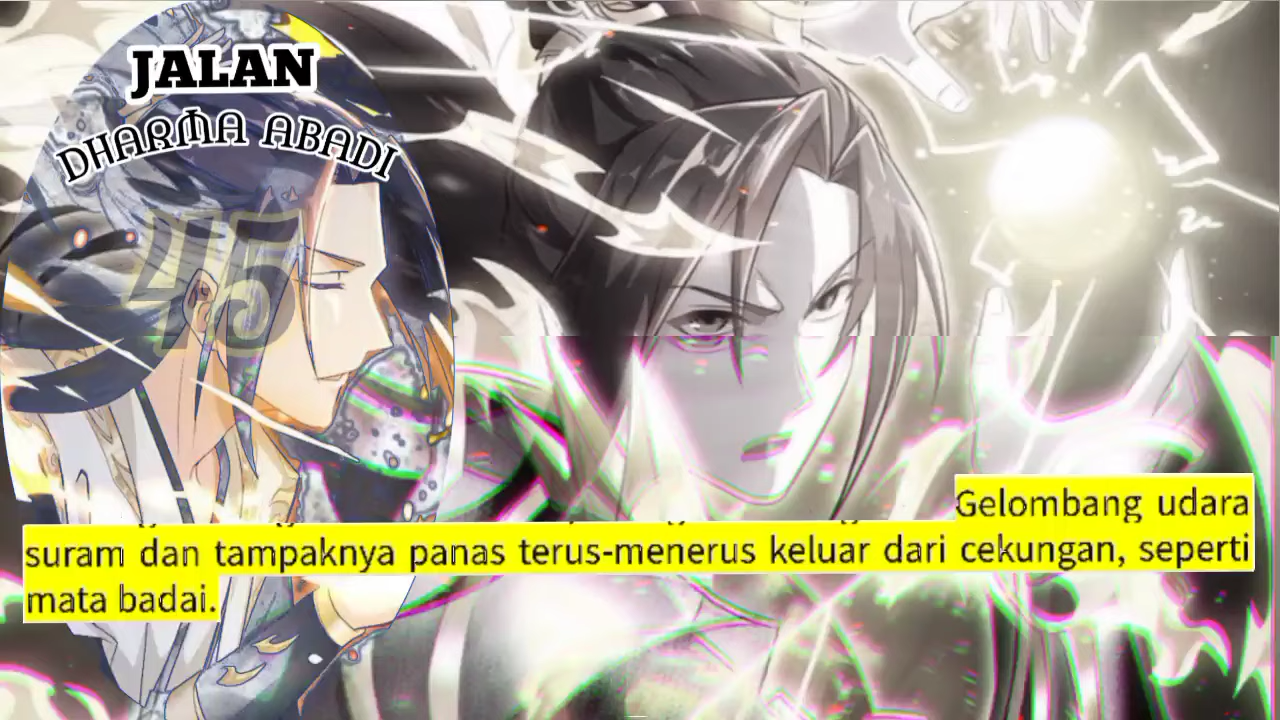 JALAN
DHARMA ABADI
45
Gelombang udara
suram dan tampaknya panas terus-menerus keluar dari cekungan, seperti
mata badai.